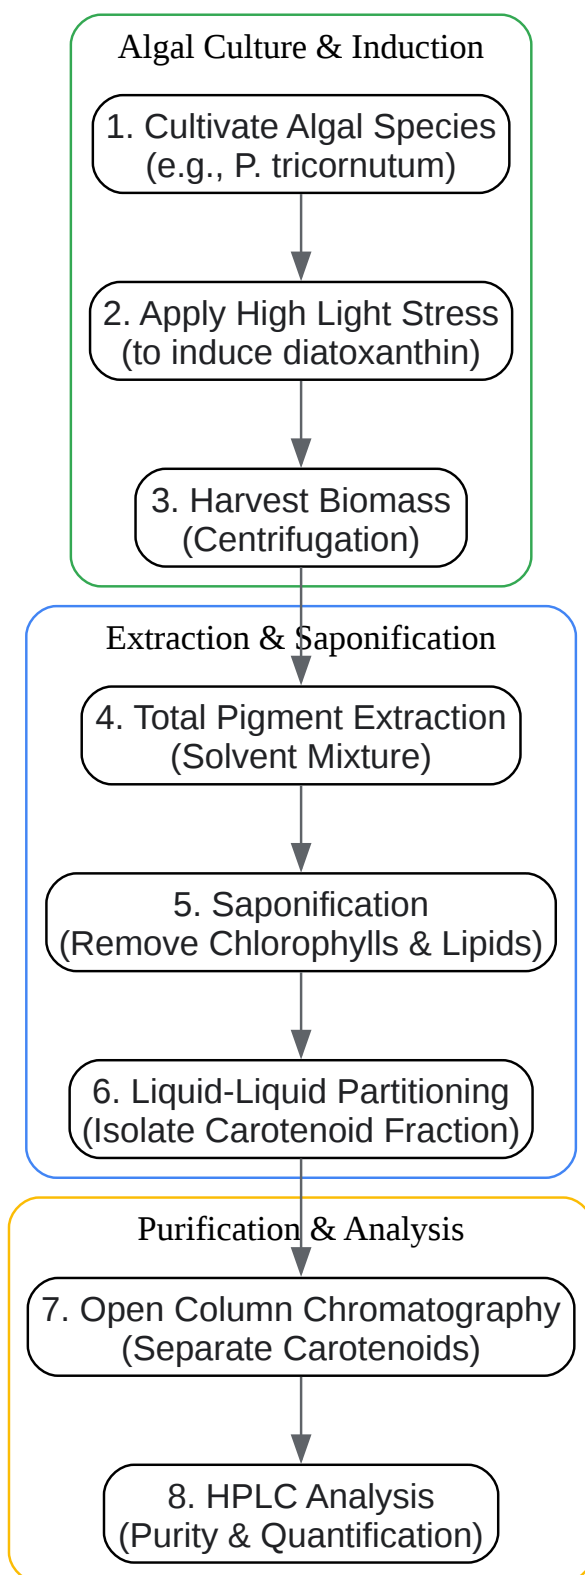 Algal Culture & Induction
1. Cultivate Algal Species
(e.g., P. tricornutum)
2. Apply High Light Stress
(to induce diatoxanthin)
3. Harvest Biomass
(Centrifugation)
Extraction & Saponification
4. Total Pigment Extraction
(Solvent Mixture)
5. Saponification
(Remove Chlorophylls & Lipids)
6. Liquid-Liquid Partitioning
(Isolate Carotenoid Fraction)
Purification & Analysis
7. Open Column Chromatography
(Separate Carotenoids)
8. HPLC Analysis
(Purity & Quantification)